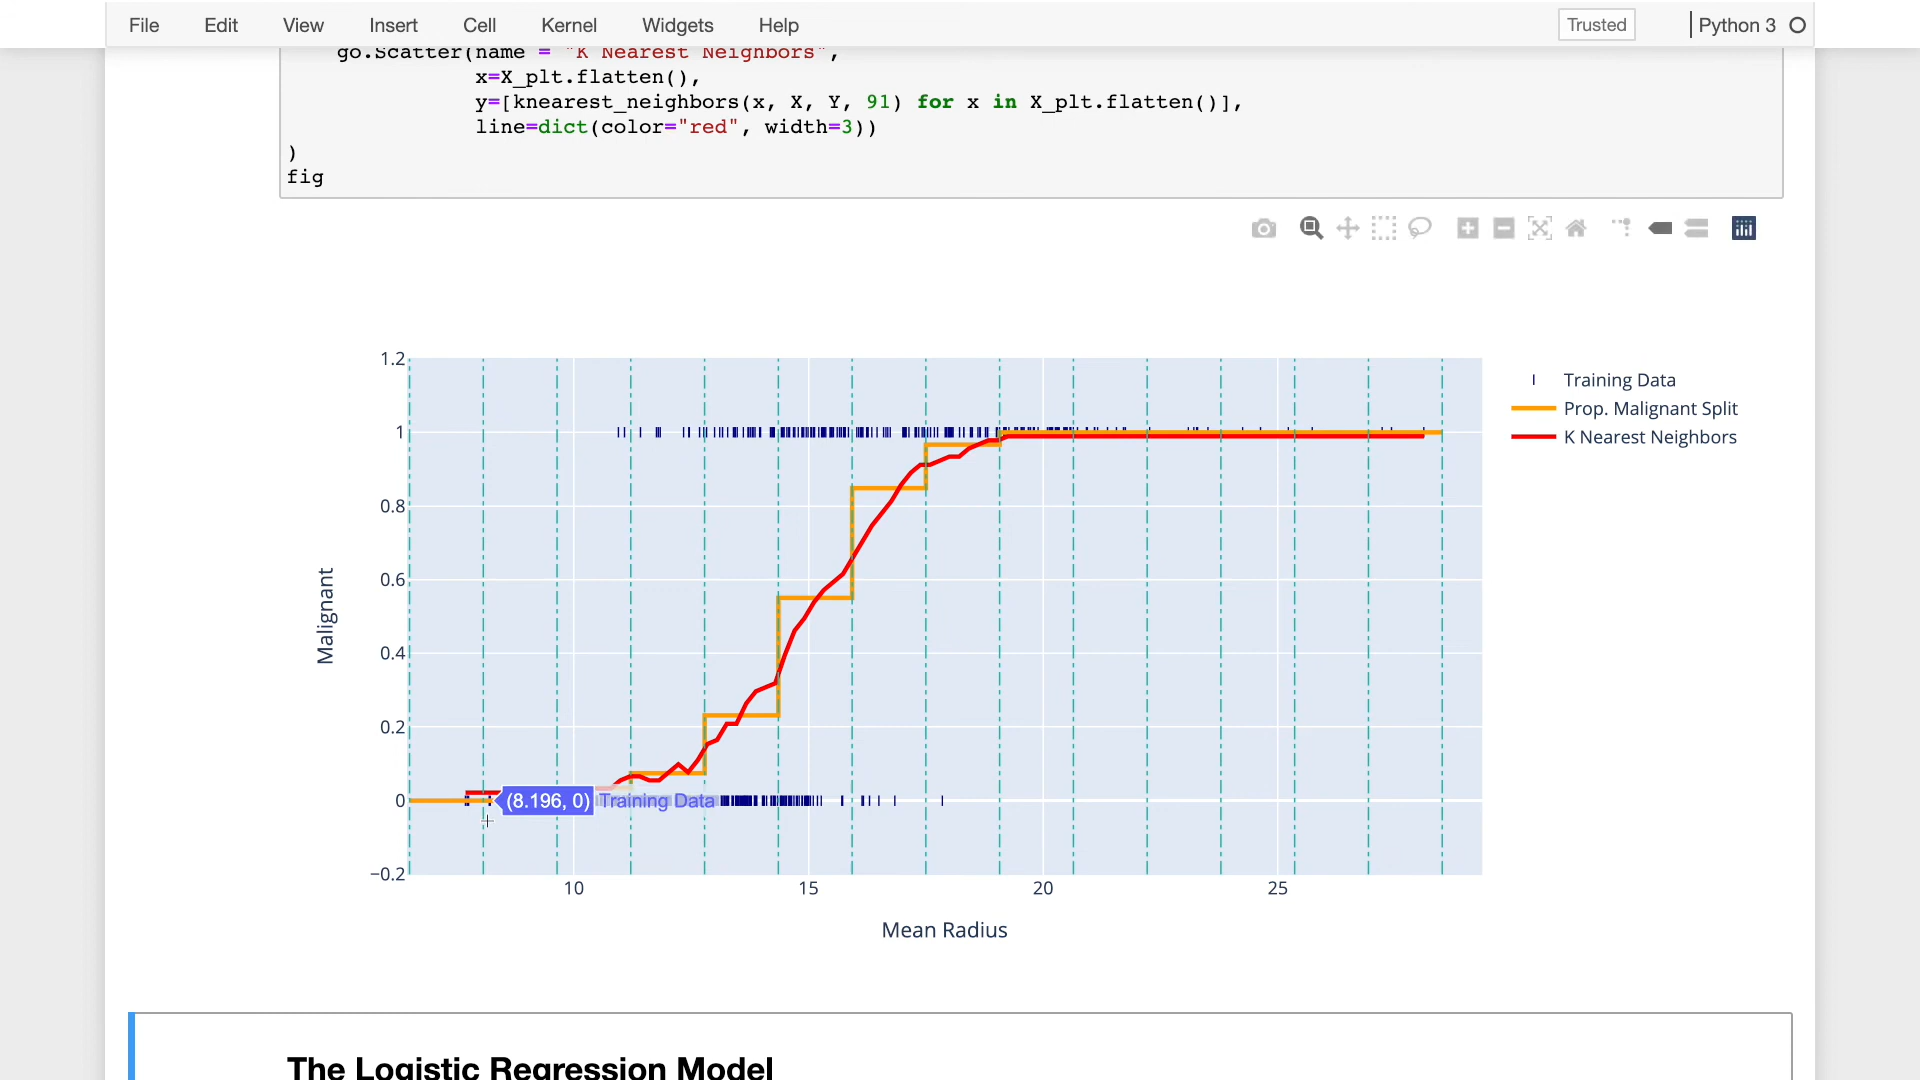 File Edit View Insert Cell Kernel Widgets Help Trusted Python 3
go.Scatter(name = "K Nearest Neighbors",
x=X_plt.flatten(),
y=[knearest_neighbors(x, X, Y, 91) for x in X_plt.flatten()],
line=dict(color="red", width=3))
)
fig
1.2
1
0.8
0.6
0.4
0.2
0
−0.2
Malignant
(8.196, 0) Training Data
10 15 20 25
Mean Radius
Training Data
Prop. Malignant Split
K Nearest Neighbors
The Logistic Regression Model